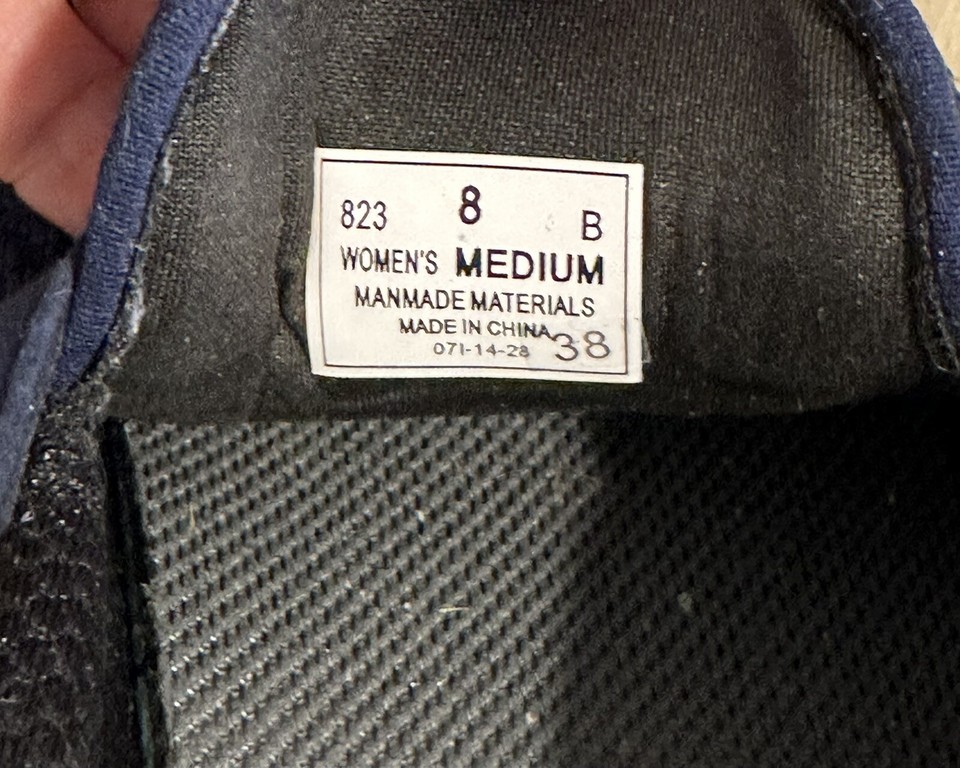 823 8 B
WOMEN'S MEDIUM
MANMADE MATERIALS
MADE IN CHINA
071-14-28 38